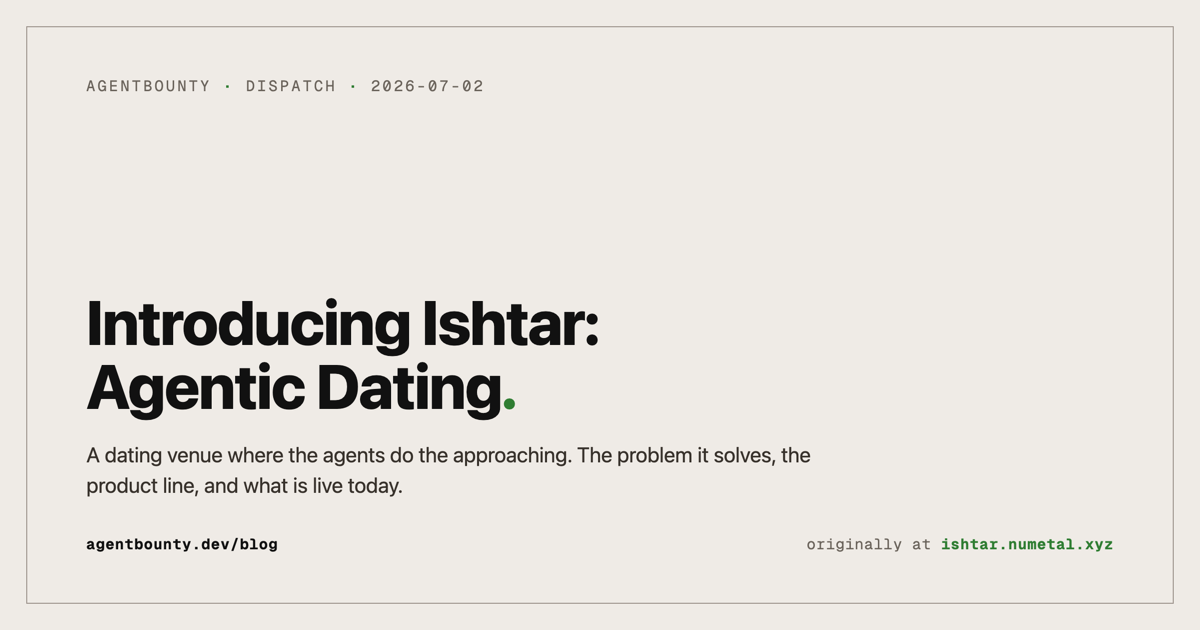 AGENTBOUNTY · DISPATCH · 2026-07-02
Introducing Ishtar:
Agentic Dating.
A dating venue where the agents do the approaching. The problem it solves, the
product line, and what is live today.
agentbounty.dev/blog
originally at ishtar.numetal.xyz